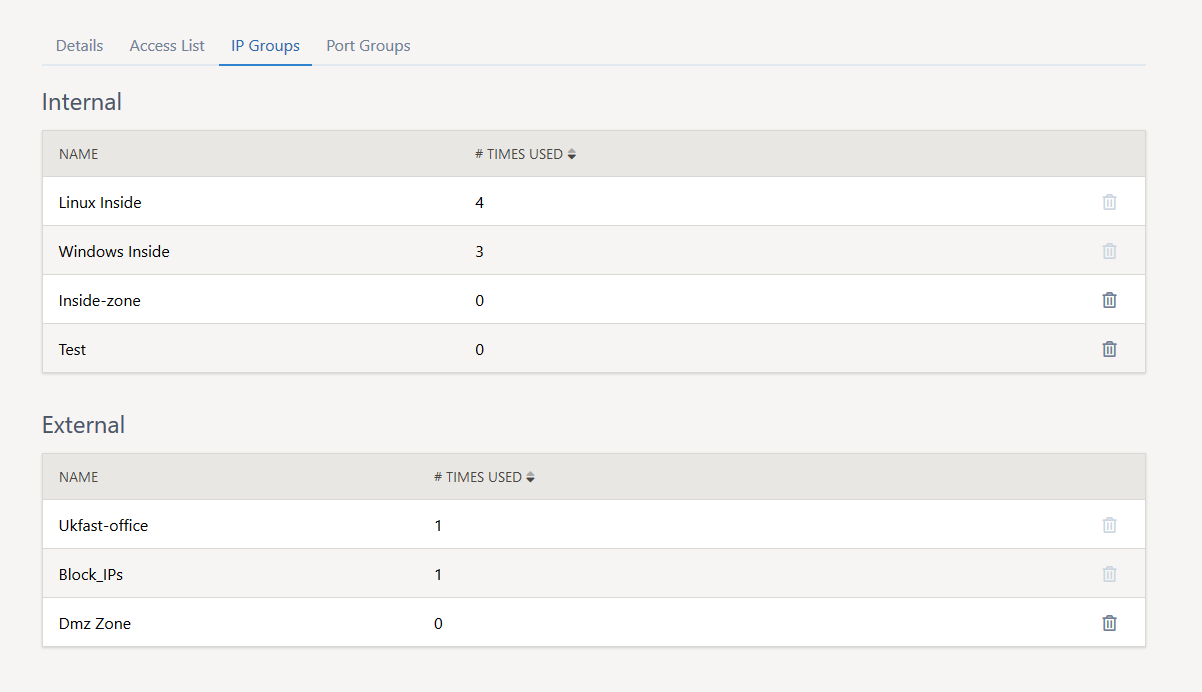 Details Access List IP Groups Port Groups
Internal
NAME # TIMES USED
Linux Inside 4
Windows Inside 3
Inside-zone 0
Test 0
External
NAME # TIMES USED
Ukfast-office 1
Block_IPs 1
Dmz Zone 0